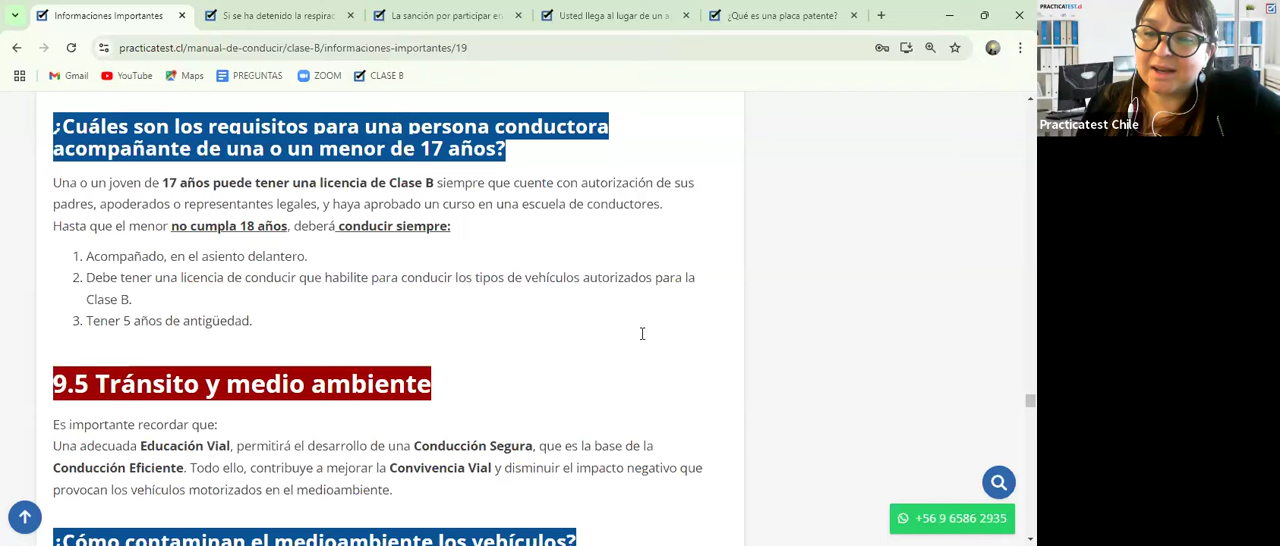 Informaciones Importantes
Si se ha detenido la respirac
La sanción por participar en
Usted llega al lugar de un a
¿Qué es una placa patente?
practicatest.cl/manual-de-conducir/clase-B/informaciones-importantes/19
Gmail
YouTube
Maps
PREGUNTAS
ZOOM
CLASE B
PRACTICATEST.cl
Practicatest Chile
¿Cuáles son los requisitos para una persona conductora
acompañante de una o un menor de 17 años?
Una o un joven de 17 años puede tener una licencia de Clase B siempre que cuente con autorización de sus
padres, apoderados o representantes legales, y haya aprobado un curso en una escuela de conductores.
Hasta que el menor no cumpla 18 años, deberá conducir siempre:
1. Acompañado, en el asiento delantero.
2. Debe tener una licencia de conducir que habilite para conducir los tipos de vehículos autorizados para la
Clase B.
3. Tener 5 años de antigüedad.
9.5 Tránsito y medio ambiente
Es importante recordar que:
Una adecuada Educación Vial, permitirá el desarrollo de una Conducción Segura, que es la base de la
Conducción Eficiente. Todo ello, contribuye a mejorar la Convivencia Vial y disminuir el impacto negativo que
provocan los vehículos motorizados en el medioambiente.
+56 9 6586 2935
¿Cómo contaminan el medioambiente los vehículos?